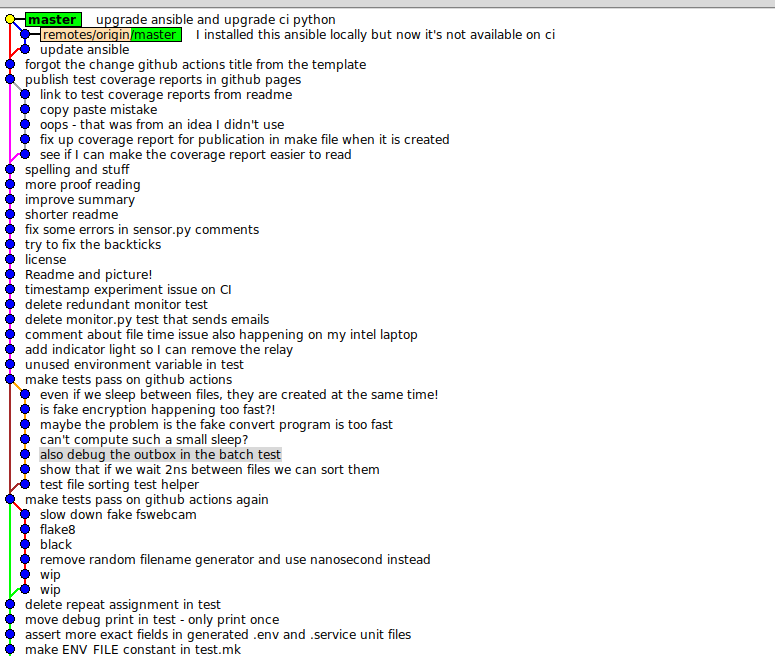 master upgrade ansible and upgrade ci python
remotes/origin/master I installed this ansible locally but now it's not available on ci
update ansible
forgot the change github actions title from the template
publish test coverage reports in github pages
link to test coverage reports from readme
copy paste mistake
oops - that was from an idea I didn't use
fix up coverage report for publication in make file when it is created
see if I can make the coverage report easier to read
spelling and stuff
more proof reading
improve summary
shorter readme
fix some errors in sensor.py comments
try to fix the backticks
license
Readme and picture!
timestamp experiment issue on CI
delete redundant monitor test
delete monitor.py test that sends emails
comment about file time issue also happening on my intel laptop
add indicator light so I can remove the relay
unused environment variable in test
make tests pass on github actions
even if we sleep between files, they are created at the same time!
is fake encryption happening too fast?!
maybe the problem is the fake convert program is too fast
can't compute such a small sleep?
also debug the outbox in the batch test
show that if we wait 2ns between files we can sort them
test file sorting test helper
make tests pass on github actions again
slow down fake fswebcam
flake8
black
remove random filename generator and use nanosecond instead
wip
wip
delete repeat assignment in test
move debug print in test - only print once
assert more exact fields in generated .env and .service unit files
make ENV_FILE constant in test.mk